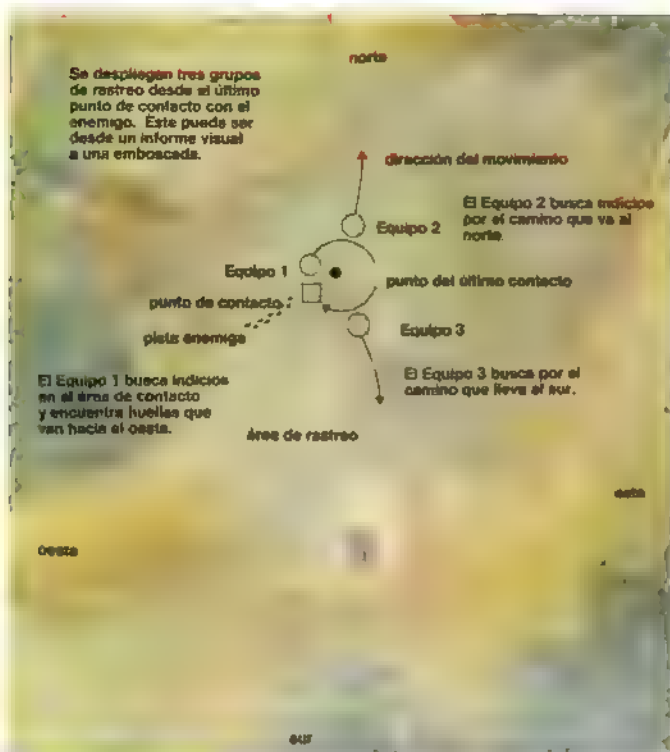 norte
Se despliegan tres grupos
de rastreo desde el último
punto de contacto con el
enemigo. Este puede ser
desde un informe visual
a una emboscada.
dirección del movimiento
El Equipo 2 busca indicios
por el camino que va al
norte.
Equipo 2
Equipo 1
punto del último contacto
punto de contacto
pista enemiga
Equipo 3
El Equipo 3 busca por el
camino que lleva al sur.
El Equipo 1 busca indicios
en el área de contacto
y encuentra huellas que
van hacia el oeste.
área de rastreo
este
oeste
sur